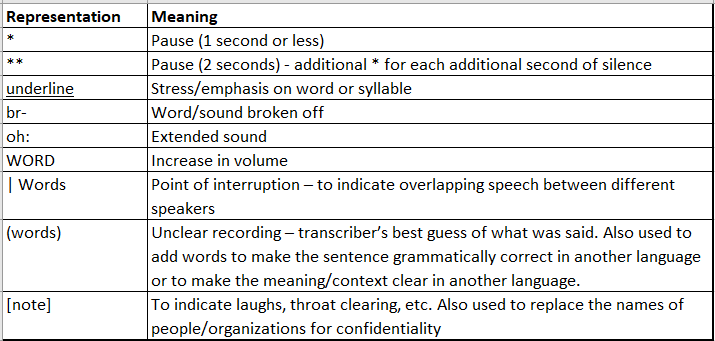 Representation Meaning
* Pause (1 second or less)
** Pause (2 seconds) - additional * for each additional second of silence
underline Stress/emphasis on word or syllable
br- Word/sound broken off
oh: Extended sound
WORD Increase in volume
| Words Point of interruption – to indicate overlapping speech between different
speakers
(words) Unclear recording – transcriber’s best guess of what was said. Also used to
add words to make the sentence grammatically correct in another language
or to make the meaning/context clear in another language.
[note] To indicate laughs, throat clearing, etc. Also used to replace the names of
people/organizations for confidentiality